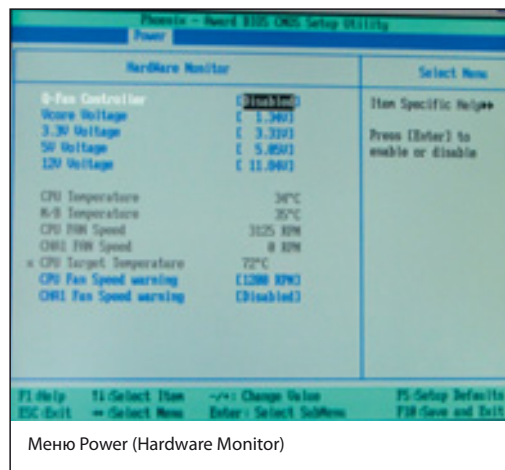 Phoenix - Award BIOS CMOS Setup Utility
Power
Hardware Monitor
Select Menu
Q-Fan Controller [Disabled]
Vcore Voltage [ 1.34V]
3.3V Voltage [ 3.31V]
5V Voltage [ 5.05V]
12V Voltage [ 11.84V]
CPU Temperature 34°C
M/B Temperature 35°C
CPU FAN Speed 3125 RPM
CHA1 FAN Speed 0 RPM
x CPU Target Temperature 72°C
CPU Fan Speed warning [1200 RPM]
CHA1 Fan Speed warning [Disabled]
Item Specific Help
Press [Enter] to
enable or disable
F1:Help ↑↓:Select Item -/+: Change Value F5:Setup Defaults
ESC:Exit ↔:Select Menu Enter: Select SubMenu F10:Save and Exit
Меню Power (Hardware Monitor)